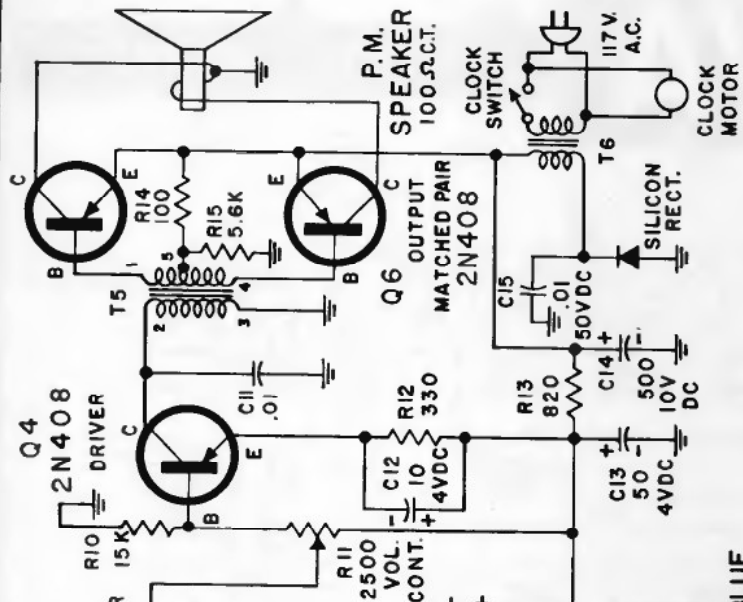 P.M.
SPEAKER
100Ω C.T.
CLOCK
SWITCH
117 V.
A.C.
CLOCK
MOTOR
T6
C
E
B
R14
100
R15
5.6K
5
1
4
2
3
T5
E
C
B
Q6 OUTPUT
MATCHED PAIR
2N408
C15
.01
50VDC
SILICON
RECT.
Q4
2N408
DRIVER
C
E
B
C11
.01
R12
330
C12
10
4VDC
-
+
R13
820
C14
+
-
500
10V
DC
C13
+
-
50
4VDC
R10
15K
R11
2500
VOL.
CONT.
R
+